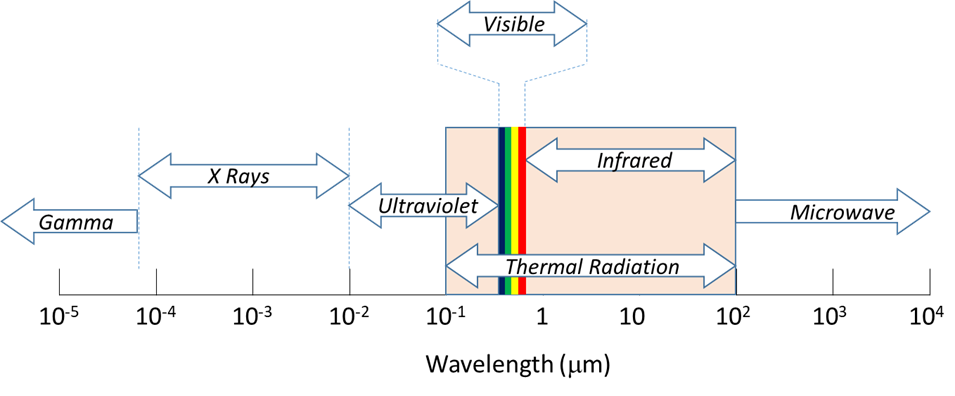 Visible
Infrared
X Rays
Ultraviolet
Gamma
Microwave
Thermal Radiation
10-5 10-4 10-3 10-2 10-1 1 10 102 103 104
Wavelength (μm)